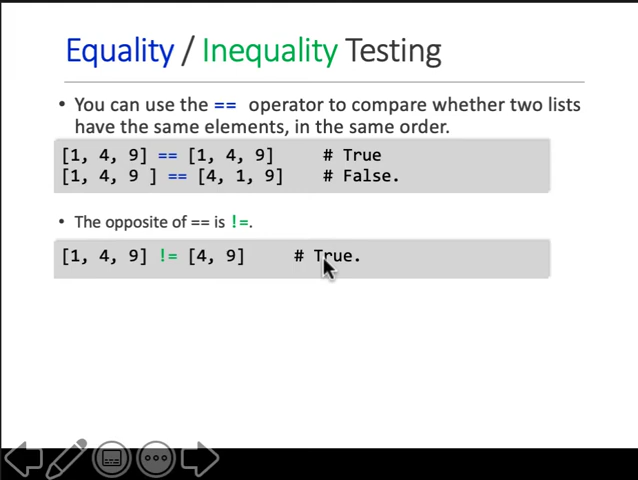 Equality / Inequality Testing
• You can use the == operator to compare whether two lists
have the same elements, in the same order.
[1, 4, 9] == [1, 4, 9]     # True
[1, 4, 9 ] == [4, 1, 9]    # False.
• The opposite of == is !=.
[1, 4, 9] != [4, 9]     # True.